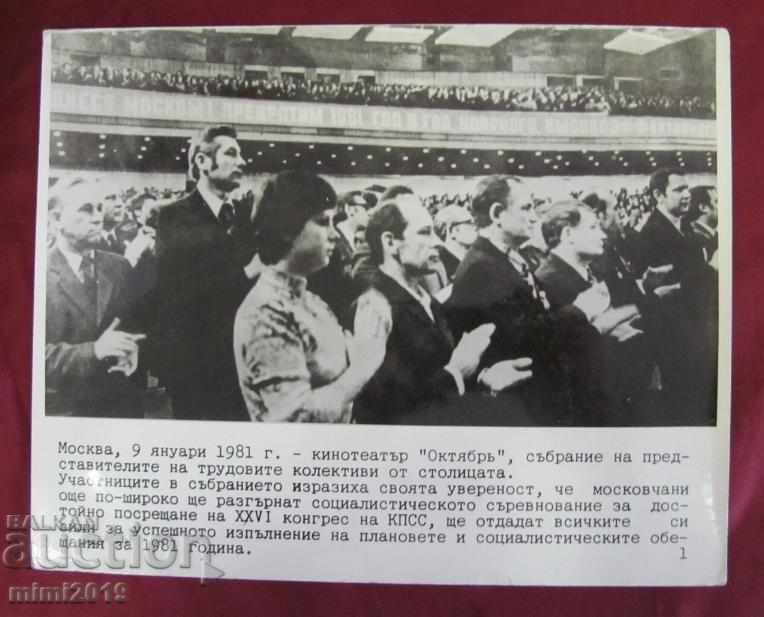 Москва, 9 януари 1981 г. - кинотеатър "Октябрь", събрание на пред-
ставителите на трудовите колективи от столицата.
Участниците в събранието изразиха своята увереност, че московчани
още по-широко ще разгърнат социалистическото съревнование за дос-
тойно посрещане на XXVI конгрес на КПСС, ще отдадат всичките си
сили за успешното изпълнение на плановете и социалистическите обе-
щания за 1981 година.
1
BALKAN
auction
mimi2019